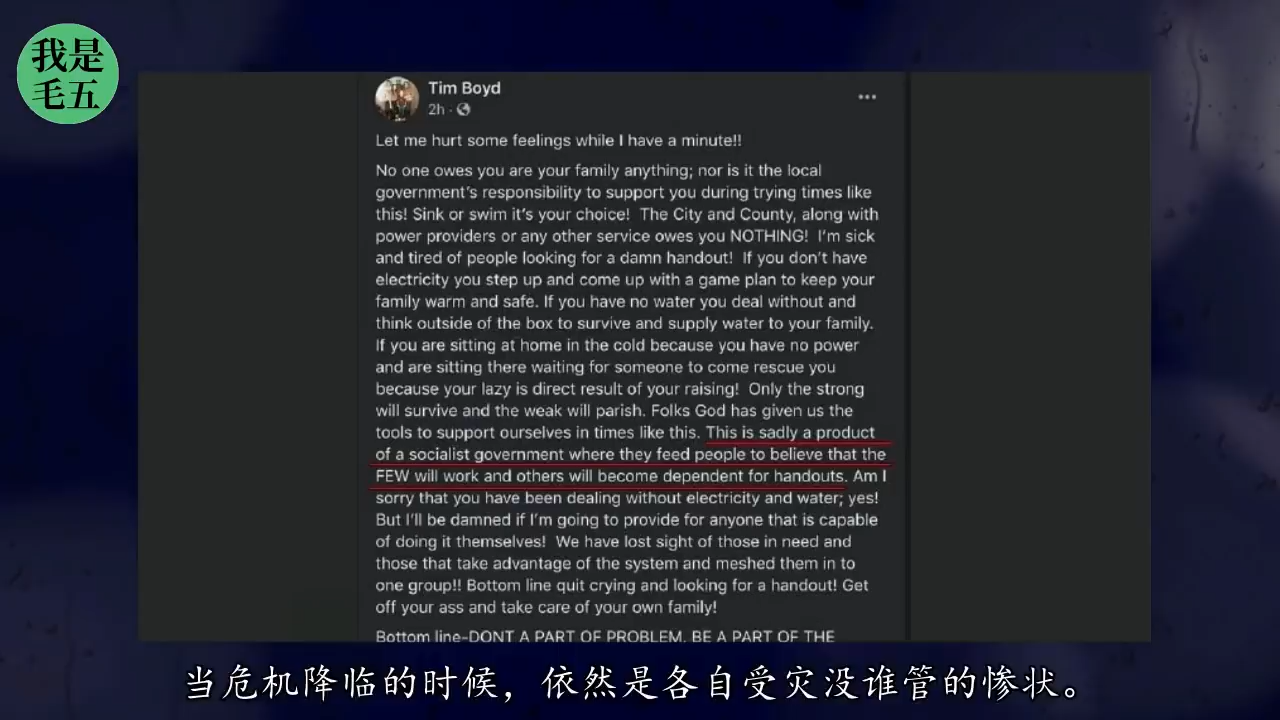 我是
毛五
Tim Boyd
2h ·
Let me hurt some feelings while I have a minute!!
No one owes you are your family anything; nor is it the local
government's responsibility to support you during trying times like
this! Sink or swim it's your choice! The City and County, along with
power providers or any other service owes you NOTHING! I'm sick
and tired of people looking for a damn handout! If you don't have
electricity you step up and come up with a game plan to keep your
family warm and safe. If you have no water you deal without and
think outside of the box to survive and supply water to your family.
If you are sitting at home in the cold because you have no power
and are sitting there waiting for someone to come rescue you
because your lazy is direct result of your raising! Only the strong
will survive and the weak will parish. Folks God has given us the
tools to support ourselves in times like this. This is sadly a product
of a socialist government where they feed people to believe that the
FEW will work and others will become dependent for handouts. Am I
sorry that you have been dealing without electricity and water; yes!
But I'll be damned if I'm going to provide for anyone that is capable
of doing it themselves! We have lost sight of those in need and
those that take advantage of the system and meshed them in to
one group!! Bottom line quit crying and looking for a handout! Get
off your ass and take care of your own family!
Bottom line-DONT A PART OF PROBLEM, BE A PART OF THE
当危机降临的时候，依然是各自受灾没谁管的惨状。